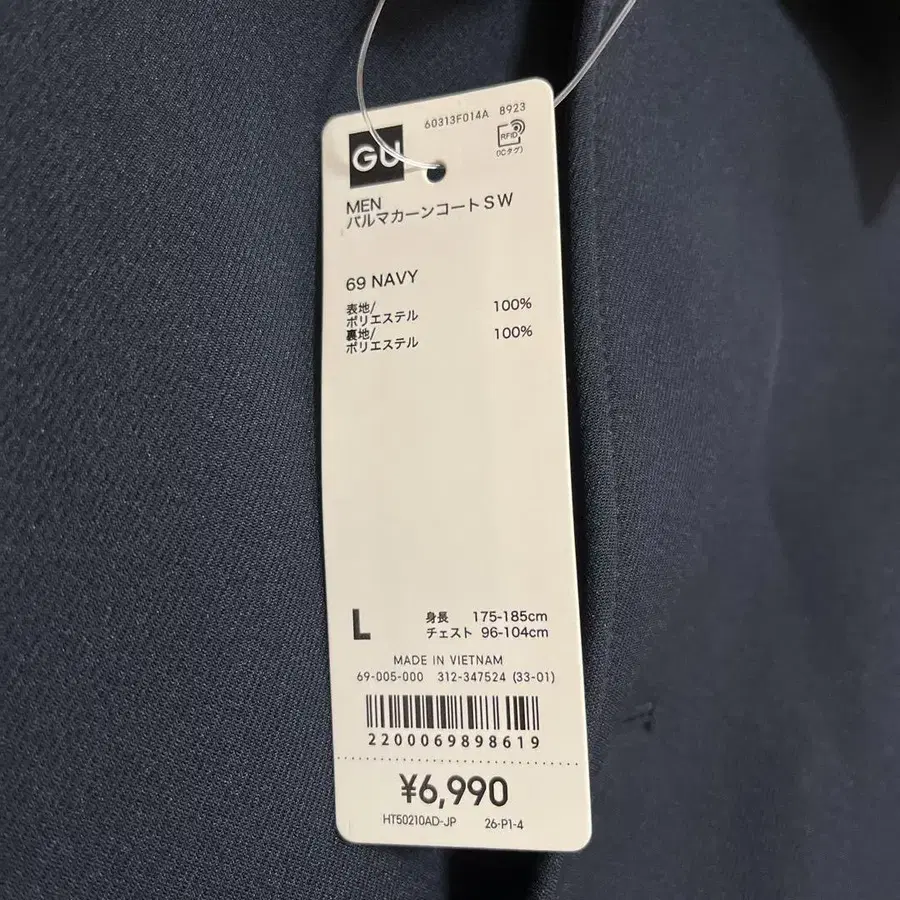 60313F014A 8923
GU
RFID
(ICタグ)
MEN
バルマカーンコートSW
69 NAVY
表地/
ポリエステル 100%
裏地/
ポリエステル 100%
L
身長 175-185cm
チェスト 96-104cm
MADE IN VIETNAM
69-005-000 312-347524 (33-01)
2200069898619
¥6,990
HT50210AD-JP 26-P1-4